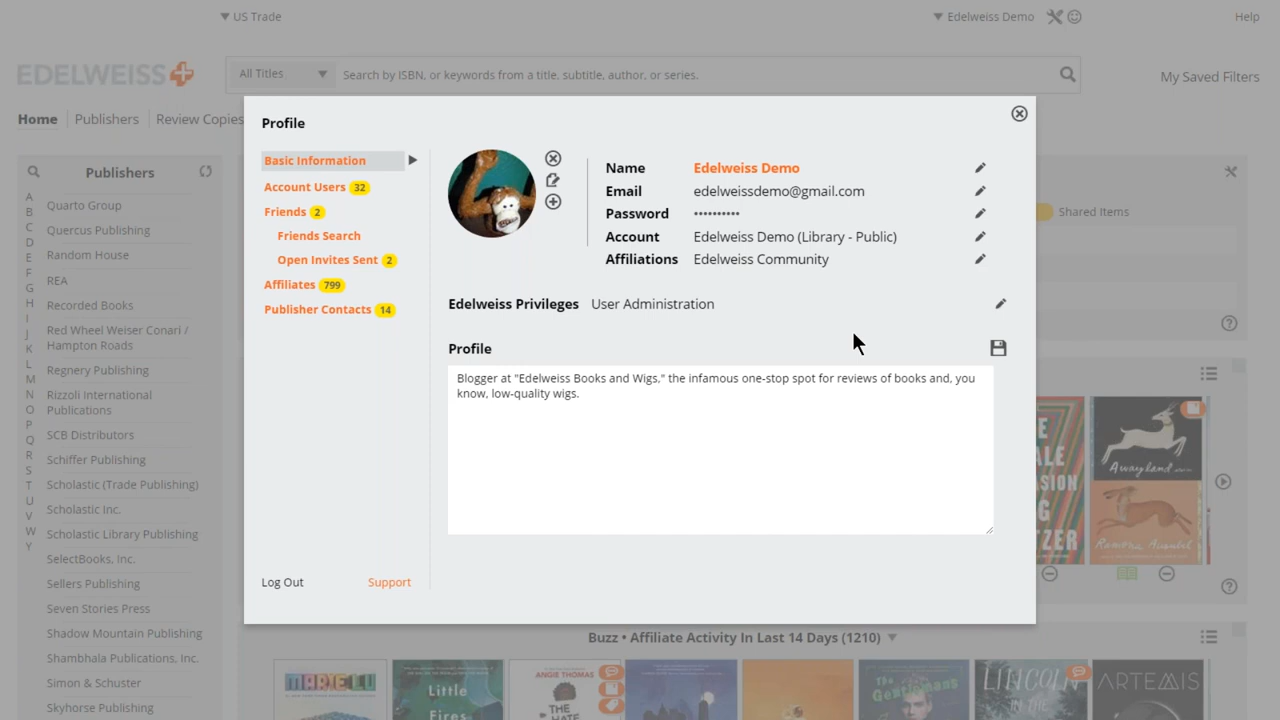 US Trade
Edelweiss Demo
Help
EDELWEISS
All Titles
Search by ISBN, or keywords from a title, subtitle, author, or series.
My Saved Filters
Home
Publishers
Review Copies
Publishers
A
B
C
D
E
F
G
H
I
J
K
L
M
N
O
P
Q
R
S
T
U
V
W
Y
Quarto Group
Quercus Publishing
Random House
REA
Recorded Books
Red Wheel Weiser Conari /
Hampton Roads
Regnery Publishing
Rizzoli International
Publications
SCB Distributors
Schiffer Publishing
Scholastic (Trade Publishing)
Scholastic Inc.
Scholastic Library Publishing
SelectBooks, Inc.
Sellers Publishing
Seven Stories Press
Shadow Mountain Publishing
Shambhala Publications, Inc.
Simon & Schuster
Skyhorse Publishing
Profile
Basic Information
Account Users 32
Friends 2
Friends Search
Open Invites Sent 2
Affiliates 799
Publisher Contacts 14
Log Out
Support
Name Edelweiss Demo
Email edelweissdemo@gmail.com
Password ••••••••••
Account Edelweiss Demo (Library - Public)
Affiliations Edelweiss Community
Edelweiss Privileges User Administration
Profile
Blogger at "Edelweiss Books and Wigs," the infamous one-stop spot for reviews of books and, you
know, low-quality wigs.
Shared Items
Awayland
Ramona Ausubel
Buzz • Affiliate Activity In Last 14 Days (1210)
Little
Fires
ANGIE THOMAS
THE
HATE
The
Gentleman's
LINCOLN
IN THE
ARTEMIS